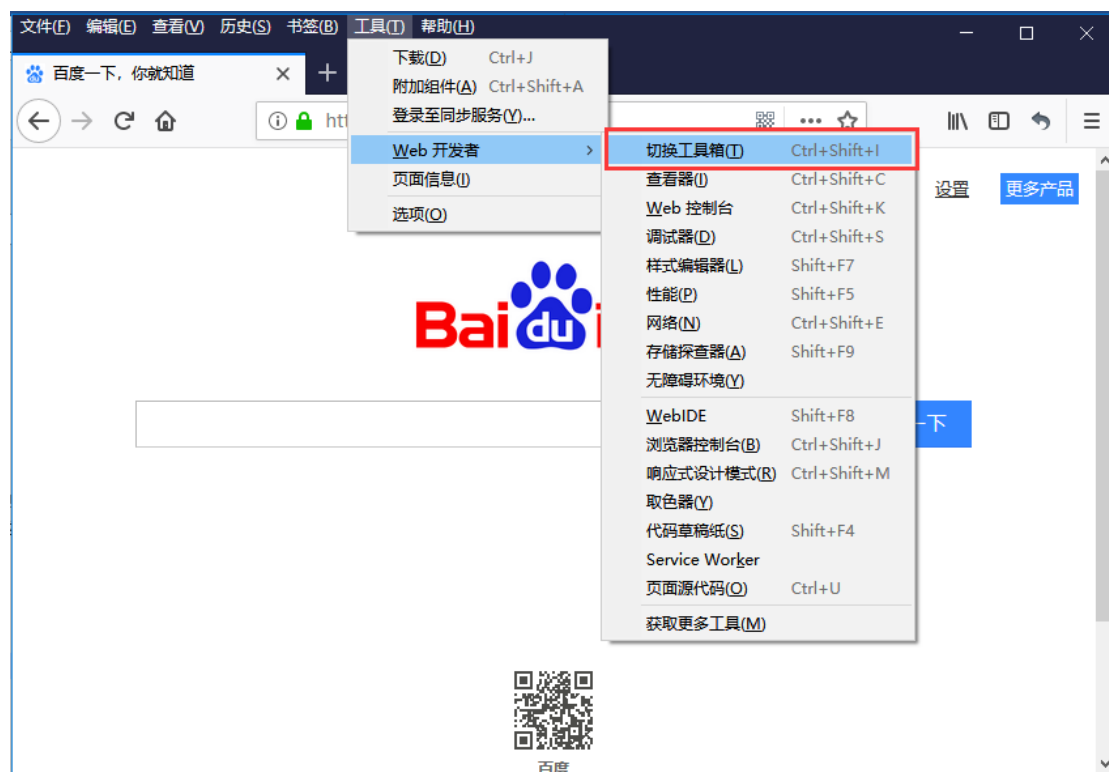 文件(F) 编辑(E) 查看(V) 历史(S) 书签(B) 工具(T) 帮助(H)
百度一下，你就知道
下载(D) Ctrl+J
附加组件(A) Ctrl+Shift+A
登录至同步服务(Y)...
Web 开发者
页面信息(I)
选项(O)
切换工具箱(T) Ctrl+Shift+I
查看器(I) Ctrl+Shift+C
Web 控制台 Ctrl+Shift+K
调试器(D) Ctrl+Shift+S
样式编辑器(L) Shift+F7
性能(P) Shift+F5
网络(N) Ctrl+Shift+E
存储探查器(A) Shift+F9
无障碍环境(Y)
WebIDE Shift+F8
浏览器控制台(B) Ctrl+Shift+J
响应式设计模式(R) Ctrl+Shift+M
取色器(Y)
代码草稿纸(S) Shift+F4
Service Worker
页面源代码(O) Ctrl+U
获取更多工具(M)
设置 更多产品
Bai du
一下
百度